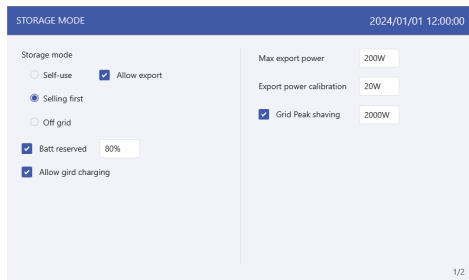 STORAGE MODE 2024/01/01 12:00:00
Storage mode
Self-use Allow export
Selling first
Off grid
Batt reserved 80%
Allow gird charging
Max export power 200W
Export power calibration 20W
Grid Peak shaving 2000W
1/2